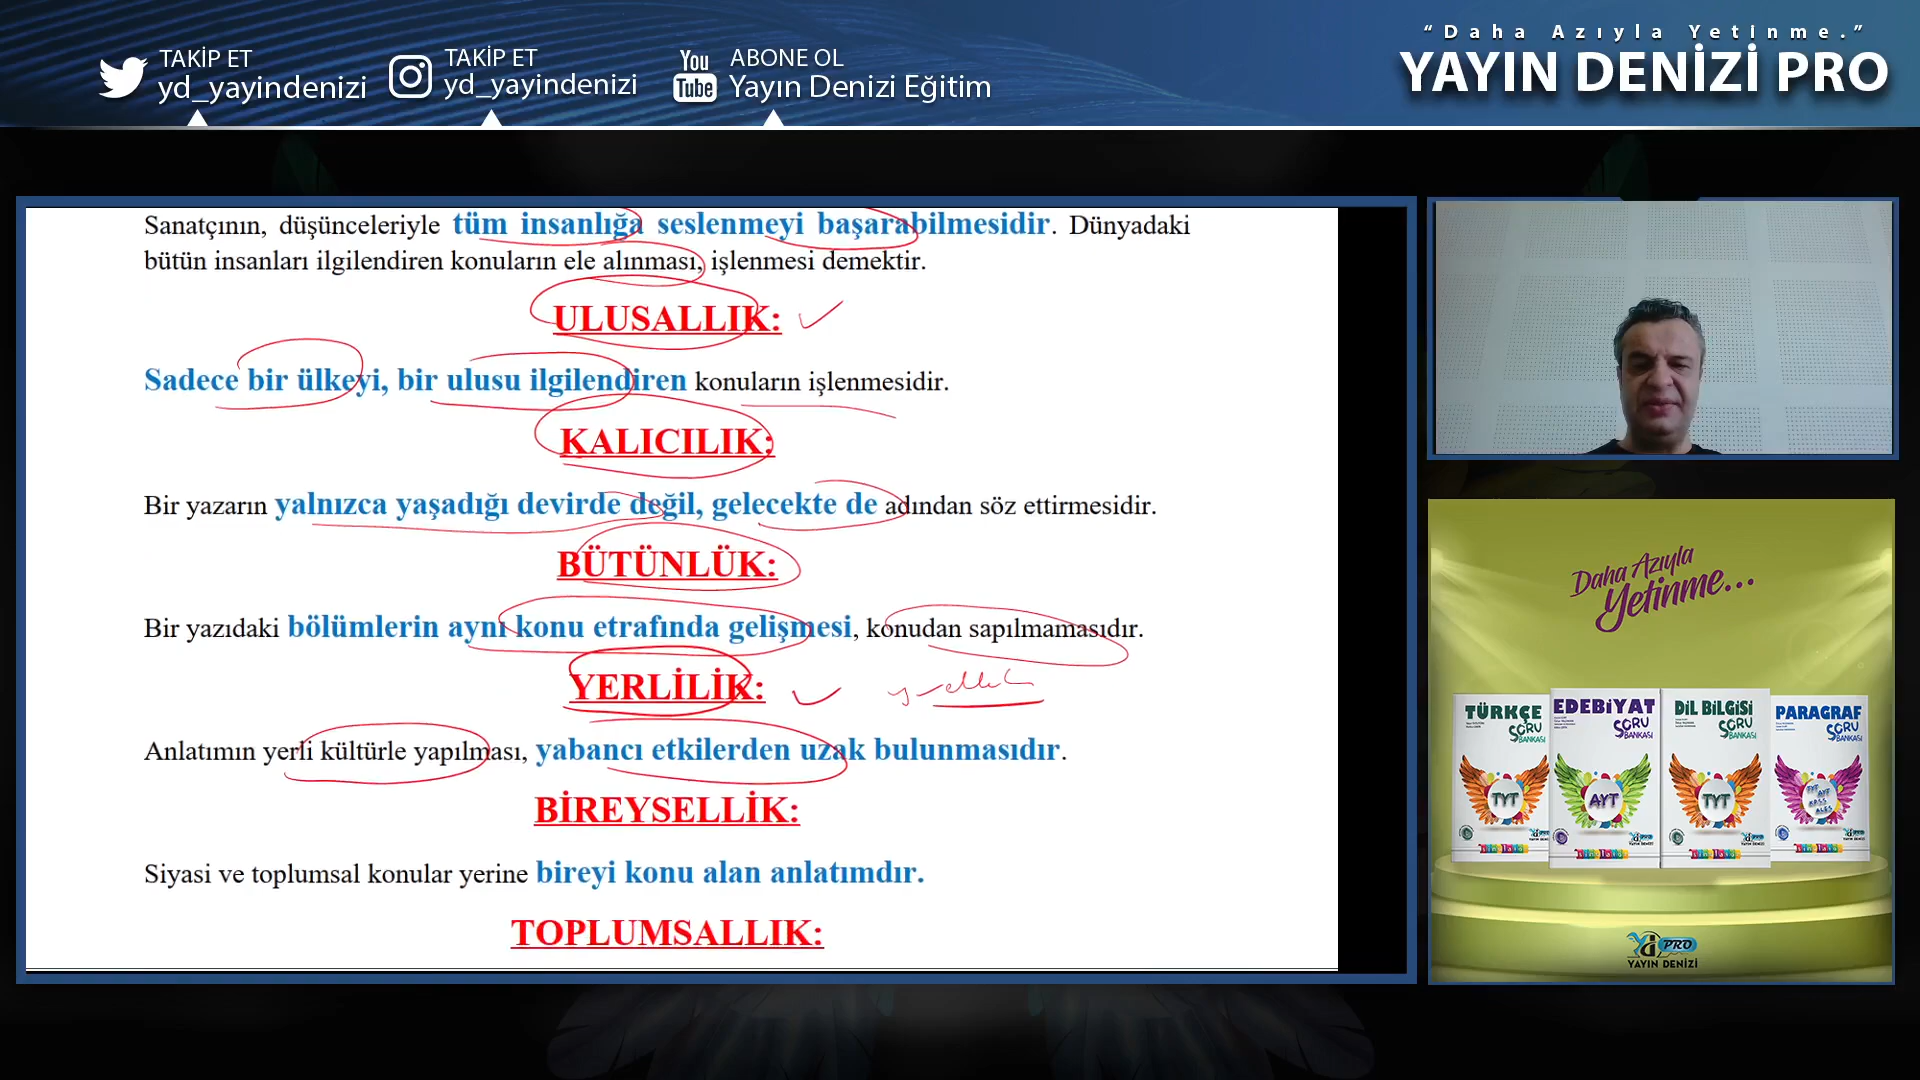 “Daha Azıyla Yetinme.”
YAYIN DENİZİ PRO
TAKİP ET
yd_yayindenizi
TAKİP ET
yd_yayindenizi
You Tube
ABONE OL
Yayın Denizi Eğitim
Sanatçının, düşünceleriyle tüm insanlığa seslenmeyi başarabilmesidir. Dünyadaki
bütün insanları ilgilendiren konuların ele alınması, işlenmesi demektir.
ULUSALLIK:
Sadece bir ülkeyi, bir ulusu ilgilendiren konuların işlenmesidir.
KALICILIK:
Bir yazarın yalnızca yaşadığı devirde değil, gelecekte de adından söz ettirmesidir.
BÜTÜNLÜK:
Bir yazıdaki bölümlerin aynı konu etrafında gelişmesi, konudan sapılmamasıdır.
YERLİLİK:
Anlatımın yerli kültürle yapılması, yabancı etkilerden uzak bulunmasıdır.
BİREYSELLİK:
Siyasi ve toplumsal konular yerine bireyi konu alan anlatımdır.
TOPLUMSALLIK:
Daha Azıyla
Yetinme...
TÜRKÇE
SORU
BANKASI
TYT
EDEBİYAT
SORU
BANKASI
AYT
DİL BİLGİSİ
SORU
BANKASI
TYT
PARAGRAF
SORU
BANKASI
PRO
YAYIN DENİZİ